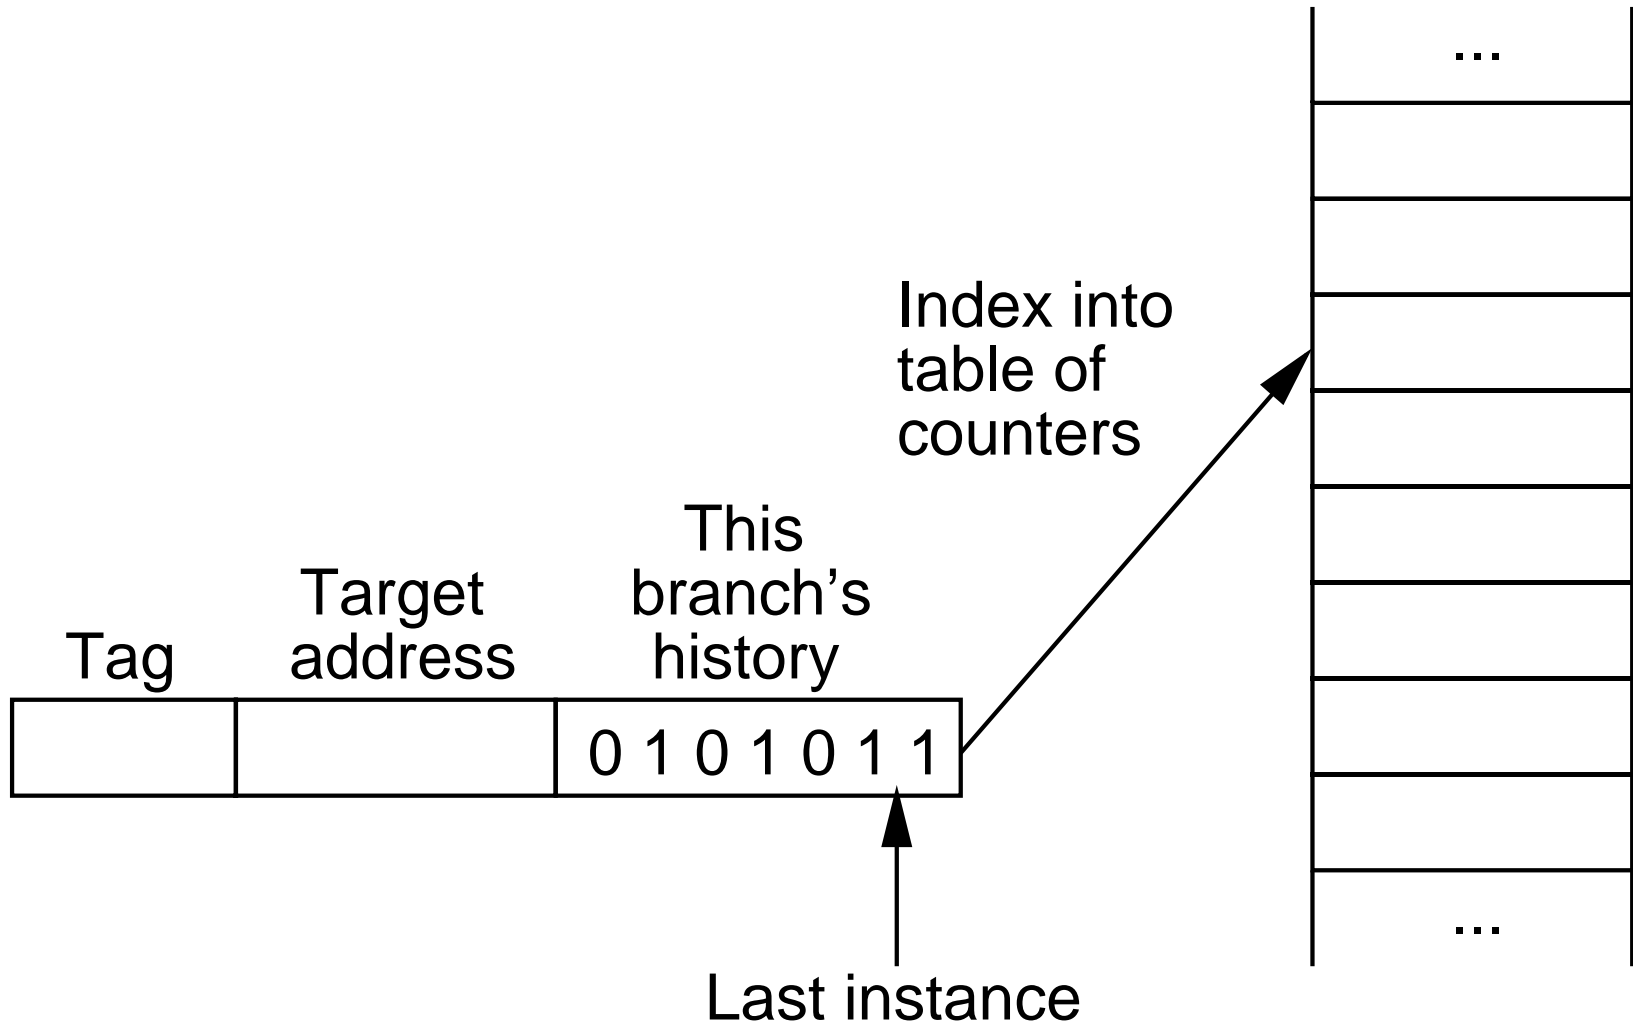 ...
Index into
table of
counters
This
branch's
history
Target
address
Tag
0 1 0 1 0 1 1
Last instance
...